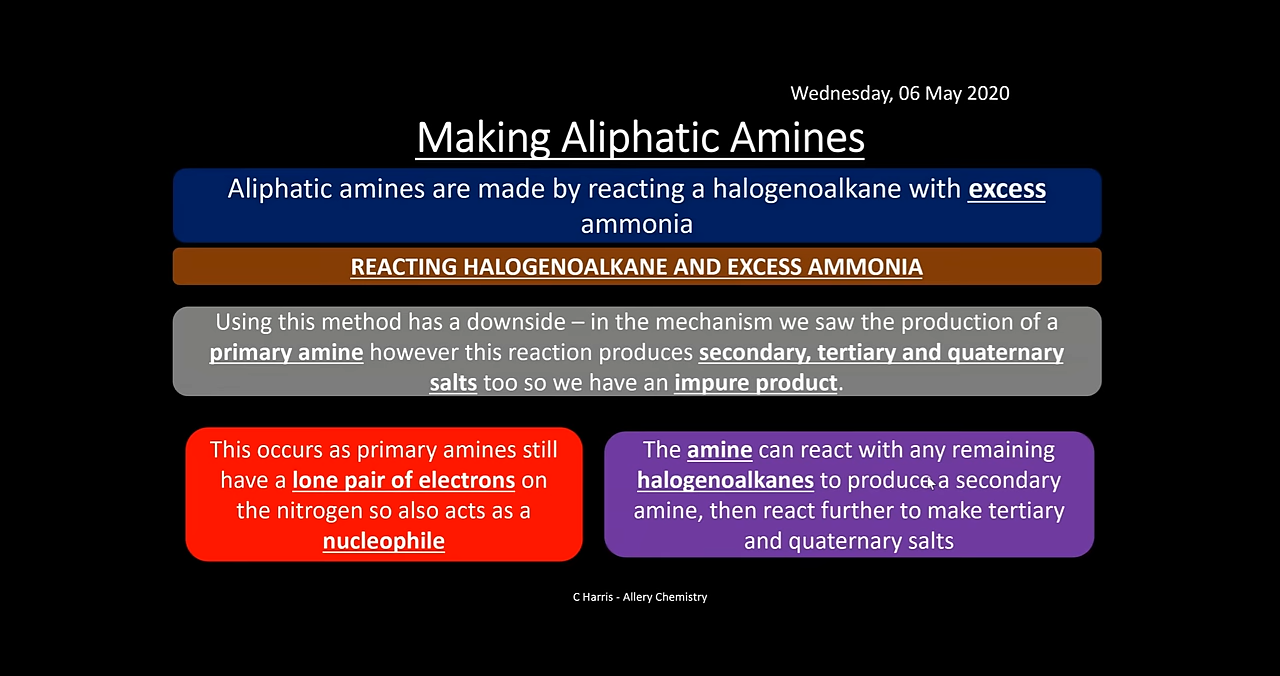 Wednesday, 06 May 2020
Making Aliphatic Amines
Aliphatic amines are made by reacting a halogenoalkane with excess
ammonia
REACTING HALOGENOALKANE AND EXCESS AMMONIA
Using this method has a downside – in the mechanism we saw the production of a
primary amine however this reaction produces secondary, tertiary and quaternary
salts too so we have an impure product.
This occurs as primary amines still
have a lone pair of electrons on
the nitrogen so also acts as a
nucleophile
The amine can react with any remaining
halogenoalkanes to produce a secondary
amine, then react further to make tertiary
and quaternary salts
C Harris - Allery Chemistry